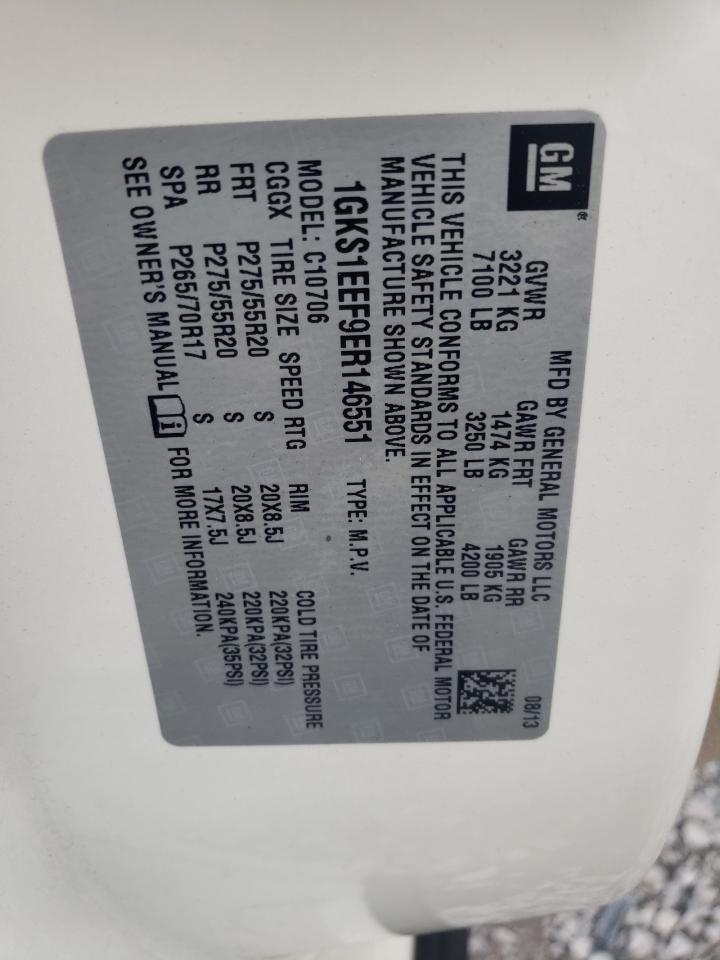 GM®
MFD BY GENERAL MOTORS LLC 08/13
GVWR GAWR FRT GAWR RR
3221 KG 1474 KG 1905 KG
7100 LB 3250 LB 4200 LB
THIS VEHICLE CONFORMS TO ALL APPLICABLE U.S. FEDERAL MOTOR
VEHICLE SAFETY STANDARDS IN EFFECT ON THE DATE OF
MANUFACTURE SHOWN ABOVE.
1GKS1EEF9ER146551 TYPE: M.P.V.
MODEL: C10706
CGGX TIRE SIZE SPEED RTG RIM COLD TIRE PRESSURE
FRT P275/55R20 S 20X8.5J 220KPA(32PSI)
RR P275/55R20 S 20X8.5J 220KPA(32PSI)
SPA P265/70R17 S 17X7.5J 240KPA(35PSI)
SEE OWNER'S MANUAL FOR MORE INFORMATION.